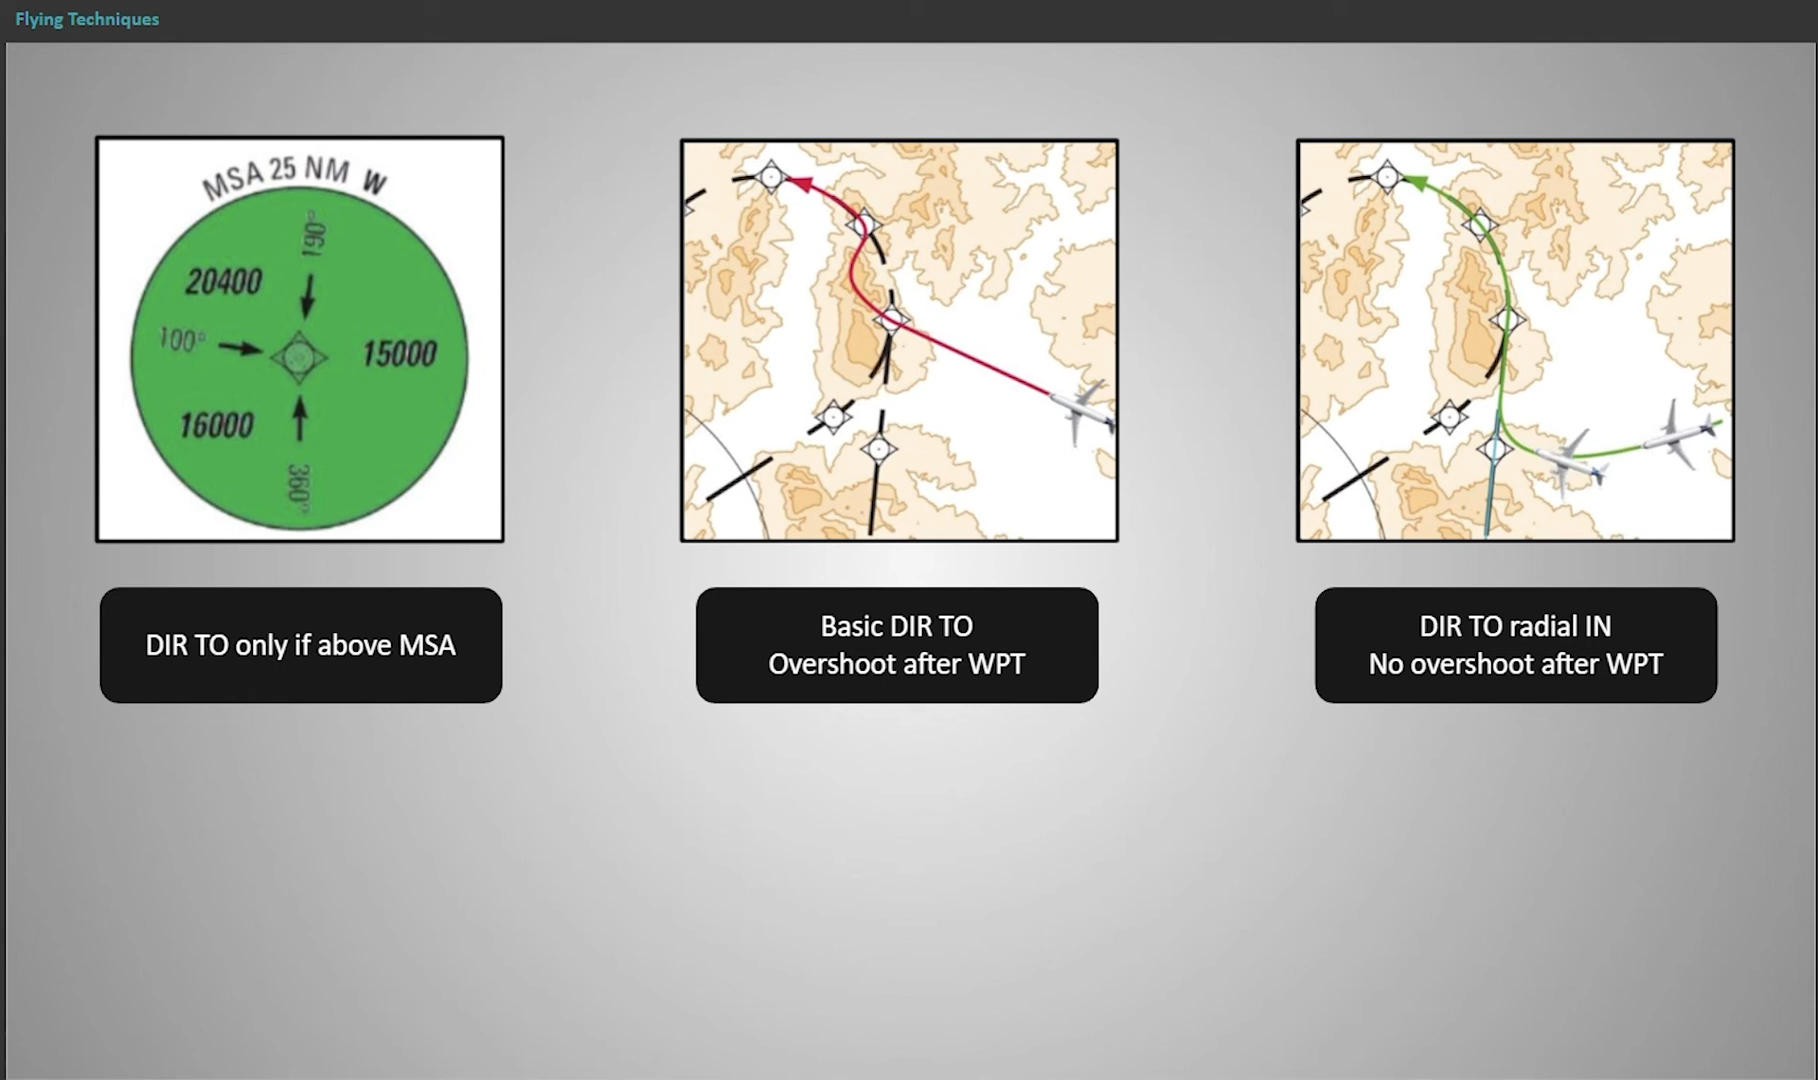 Flying Techniques
MSA 25 NM W
190°
20400
100°
15000
16000
360°
DIR TO only if above MSA
Basic DIR TO
Overshoot after WPT
DIR TO radial IN
No overshoot after WPT